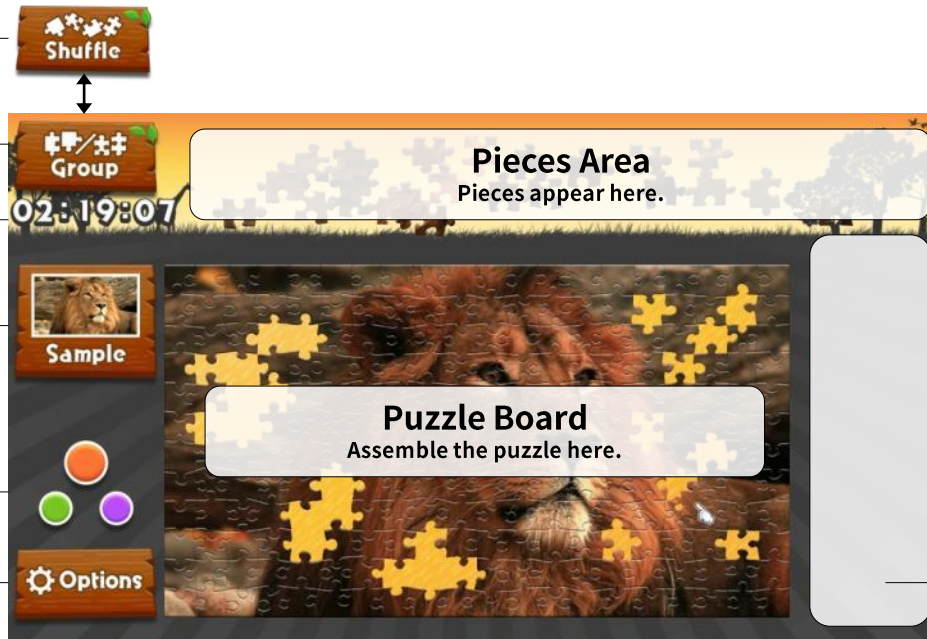 Shuffle
Group
Pieces Area
Pieces appear here.
02:19:07
Sample
Puzzle Board
Assemble the puzzle here.
Options